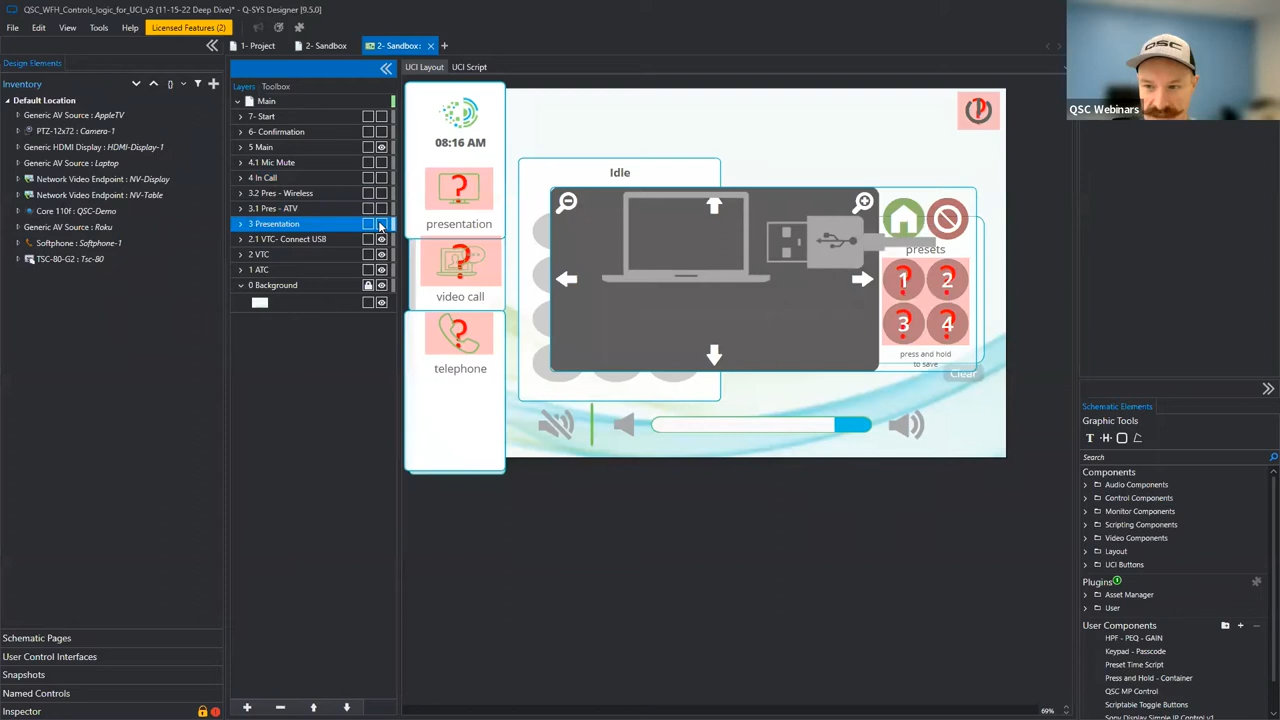 QSC_WFH_Controls_logic_for_UCI_v3 (11-15-22 Deep Dive)* - Q-SYS Designer [9.5.0]
File Edit View Tools Help Licensed Features (2)
1- Project 2- Sandbox 2- Sandbox:
Design Elements
Inventory
Default Location
Generic AV Source : AppleTV
PTZ-12x72 : Camera-1
Generic HDMI Display : HDMI-Display-1
Generic AV Source : Laptop
Network Video Endpoint : NV-Display
Network Video Endpoint : NV-Table
Core 110f : QSC-Demo
Generic AV Source : Roku
Softphone : Softphone-1
TSC-80-G2 : Tsc-80
Schematic Pages
User Control Interfaces
Snapshots
Named Controls
Inspector
Layers Toolbox
Main
7- Start
6- Confirmation
5 Main
4.1 Mic Mute
4 In Call
3.2 Pres - Wireless
3.1 Pres - ATV
3 Presentation
2.1 VTC- Connect USB
2 VTC
1 ATC
0 Background
UCI Layout UCI Script
08:16 AM
?
presentation
?
video call
?
telephone
Idle
?
presets
1 2
3 4
press and hold
to save
Clear
69%
QSC
QSC Webinars
Schematic Elements
Graphic Tools
T H
Search
Components
Audio Components
Control Components
Monitor Components
Scripting Components
Video Components
Layout
UCI Buttons
Plugins
Asset Manager
User
User Components
HPF - PEQ - GAIN
Keypad - Passcode
Preset Time Script
Press and Hold - Container
QSC MP Control
Scriptable Toggle Buttons
Sony Display Simple IP Control v1